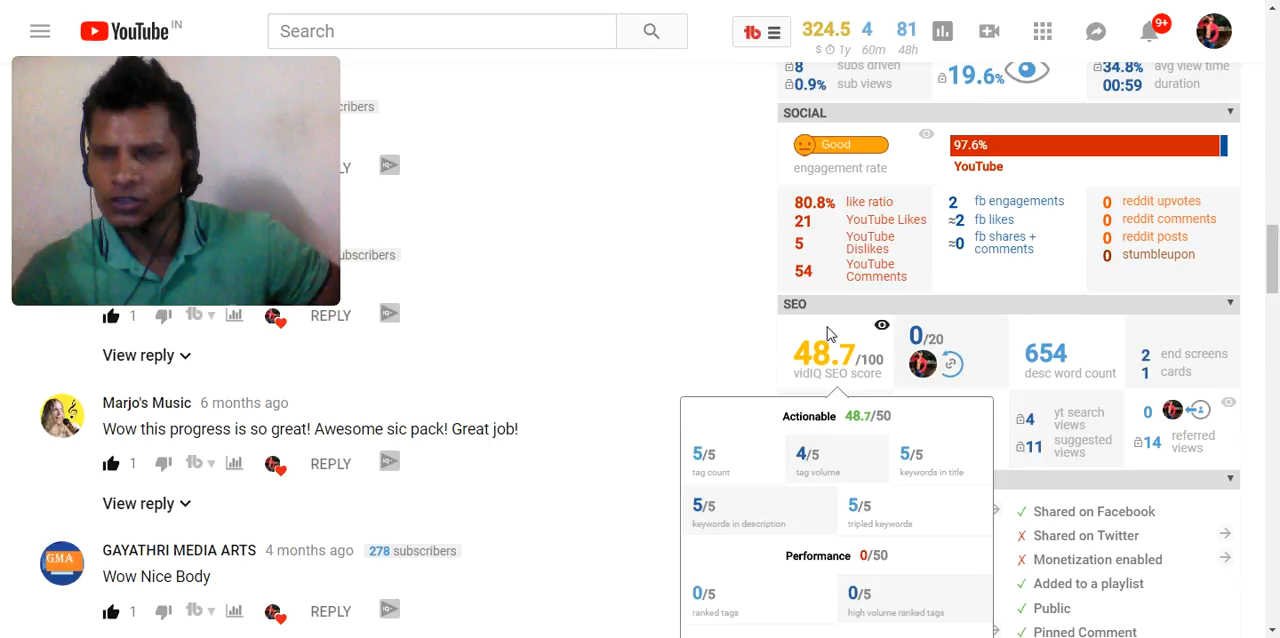 YouTube IN
Search
tb
324.5 4 81
$ 1y 60m 48h
9+
8 subs driven
0.9% sub views
19.6%
34.8% avg view time
00:59 duration
SOCIAL
Good
engagement rate
97.6%
YouTube
80.8% like ratio
21 YouTube Likes
5 YouTube
Dislikes
54 YouTube
Comments
2 fb engagements
≈2 fb likes
≈0 fb shares +
comments
0 reddit upvotes
0 reddit comments
0 reddit posts
0 stumbleupon
SEO
48.7/100
vidIQ SEO score
0/20
654
desc word count
2 end screens
1 cards
4 yt search
views
11 suggested
views
0
14 referred
views
Actionable 48.7/50
5/5
tag count
4/5
tag volume
5/5
keywords in title
5/5
keywords in description
5/5
tripled keywords
Performance 0/50
0/5
ranked tags
0/5
high volume ranked tags
✓ Shared on Facebook
✗ Shared on Twitter
✗ Monetization enabled
✓ Added to a playlist
✓ Public
✓ Pinned Comment
cribers
LY
ubscribers
1 tb REPLY
View reply
Marjo's Music 6 months ago
Wow this progress is so great! Awesome sic pack! Great job!
1 tb REPLY
View reply
GMA
GAYATHRI MEDIA ARTS 4 months ago 278 subscribers
Wow Nice Body
1 tb REPLY